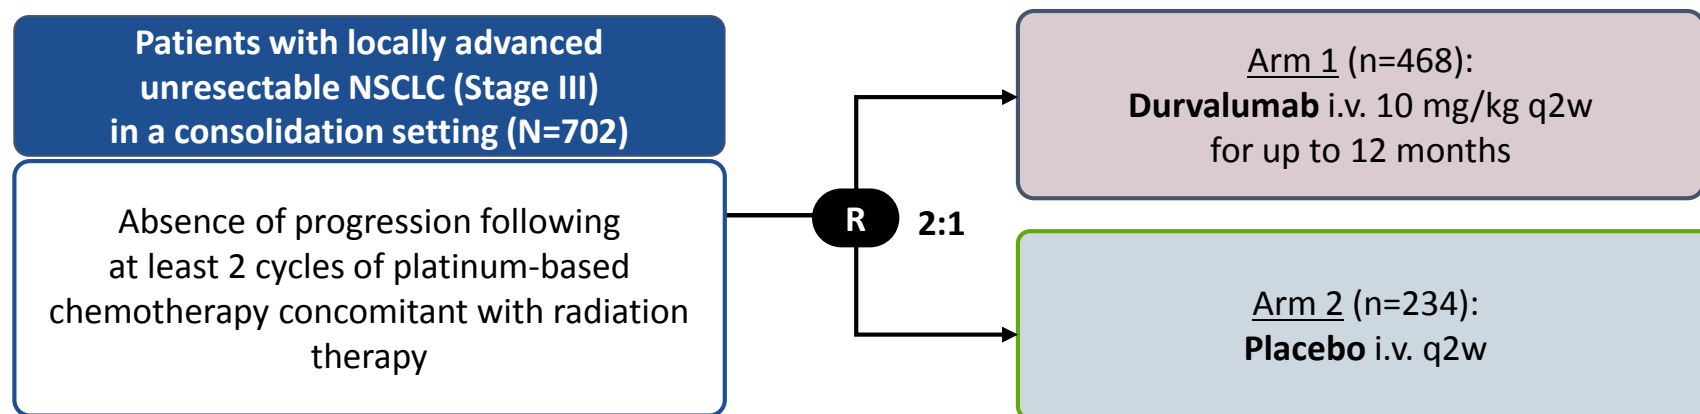 Patients with locally advanced
unresectable NSCLC (Stage III)
in a consolidation setting (N=702)
Absence of progression following
at least 2 cycles of platinum-based
chemotherapy concomitant with radiation
therapy
R
2:1
Arm 1 (n=468):
Durvalumab i.v. 10 mg/kg q2w
for up to 12 months
Arm 2 (n=234):
Placebo i.v. q2w